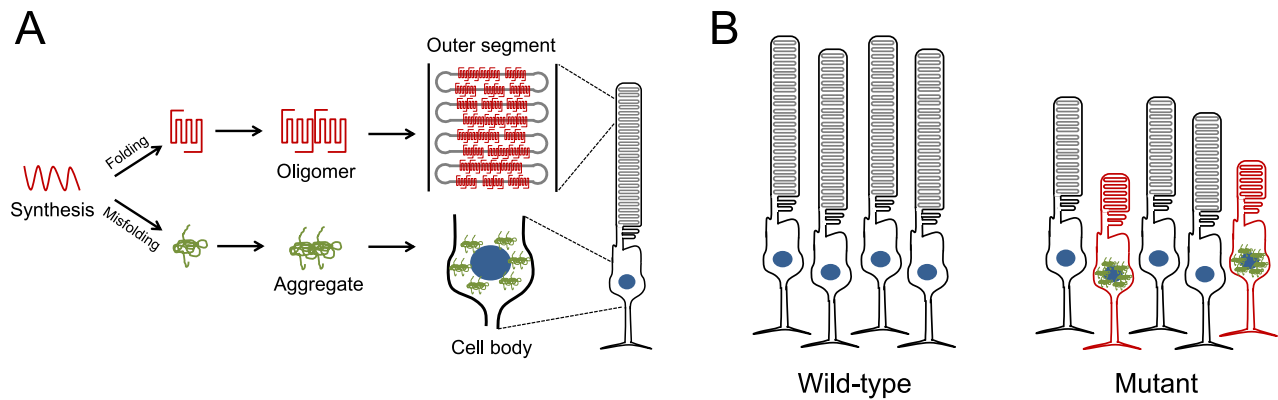 A
B
Outer segment
Folding
Oligomer
Synthesis
Misfolding
Aggregate
Cell body
Wild-type
Mutant